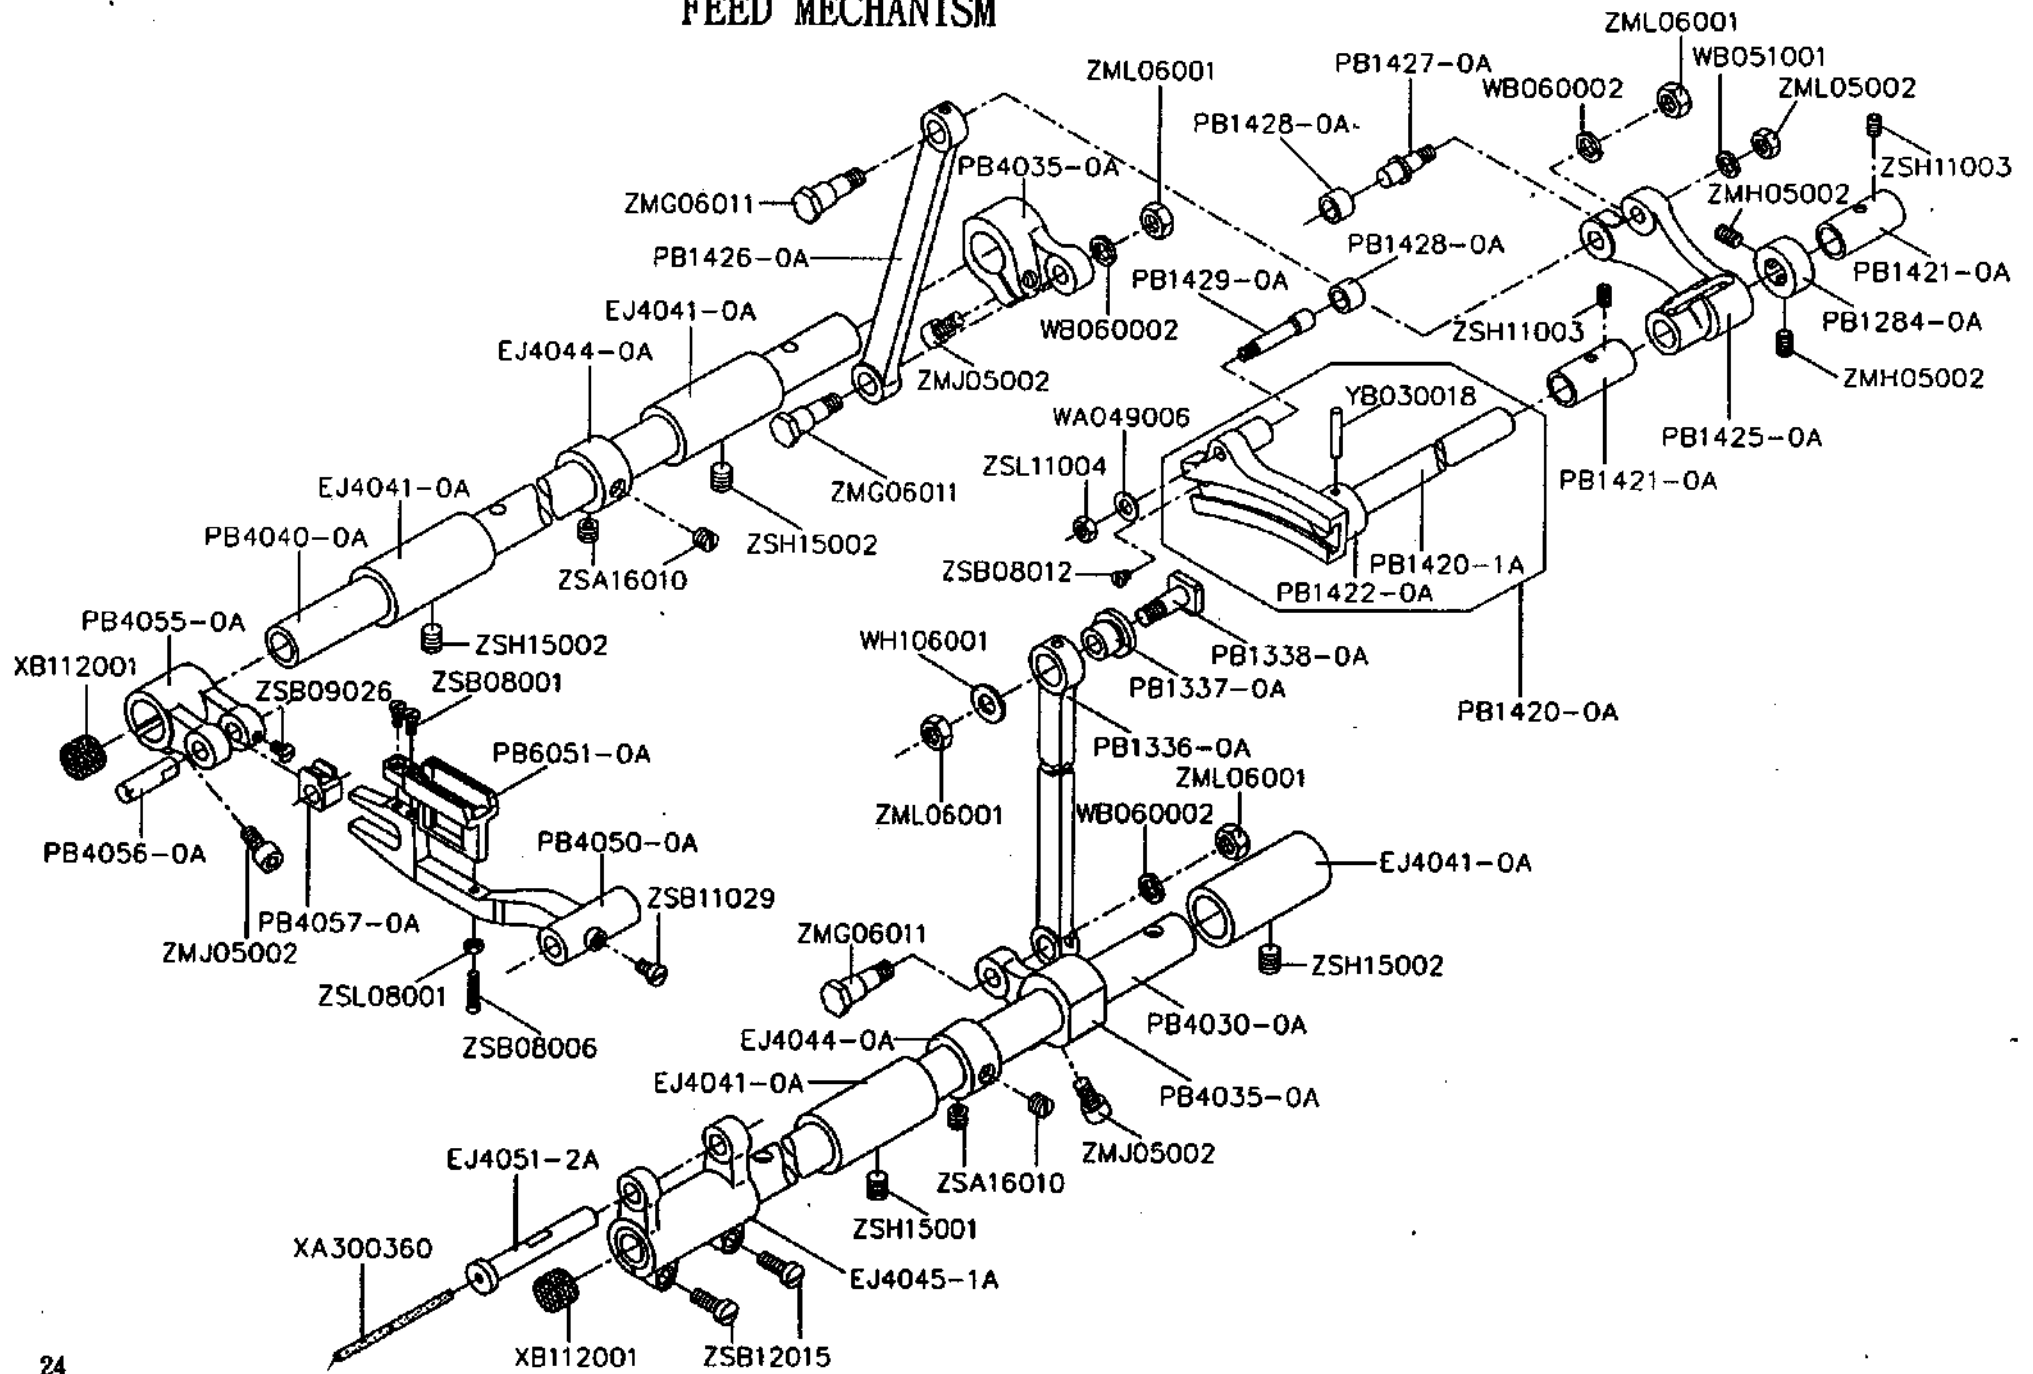 FEED MECHANISM
ZML06001
PB1427-0A
WB051001
ZML06001
WB060002
ZML05002
PB1428-0A
PB4035-0A
ZSH11003
ZMG06011
ZMH05002
PB1428-0A
PB1426-0A
PB1421-0A
PB1429-0A
EJ4041-0A
WB060002
ZSH11003
PB1284-0A
EJ4044-0A
ZMJ05002
ZMH05002
YB030018
WA049006
PB1425-0A
ZSL11004
EJ4041-0A
ZMG06011
PB1421-0A
PB4040-0A
ZSH15002
PB1420-1A
ZSA16010
ZSB08012
PB1422-0A
PB4055-0A
ZSH15002
WH106001
PB1338-0A
XB112001
ZSB09026
ZSB08001
PB1337-0A
PB1420-0A
PB6051-0A
PB1336-0A
ZML06001
ZML06001
WB060002
PB4056-0A
PB4050-0A
EJ4041-0A
ZSB11029
PB4057-0A
ZMG06011
ZMJ05002
ZSH15002
ZSL08001
PB4030-0A
EJ4044-0A
ZSB08006
EJ4041-0A
PB4035-0A
ZMJ05002
EJ4051-2A
ZSA16010
ZSH15001
XA300360
EJ4045-1A
XB112001
ZSB12015
24